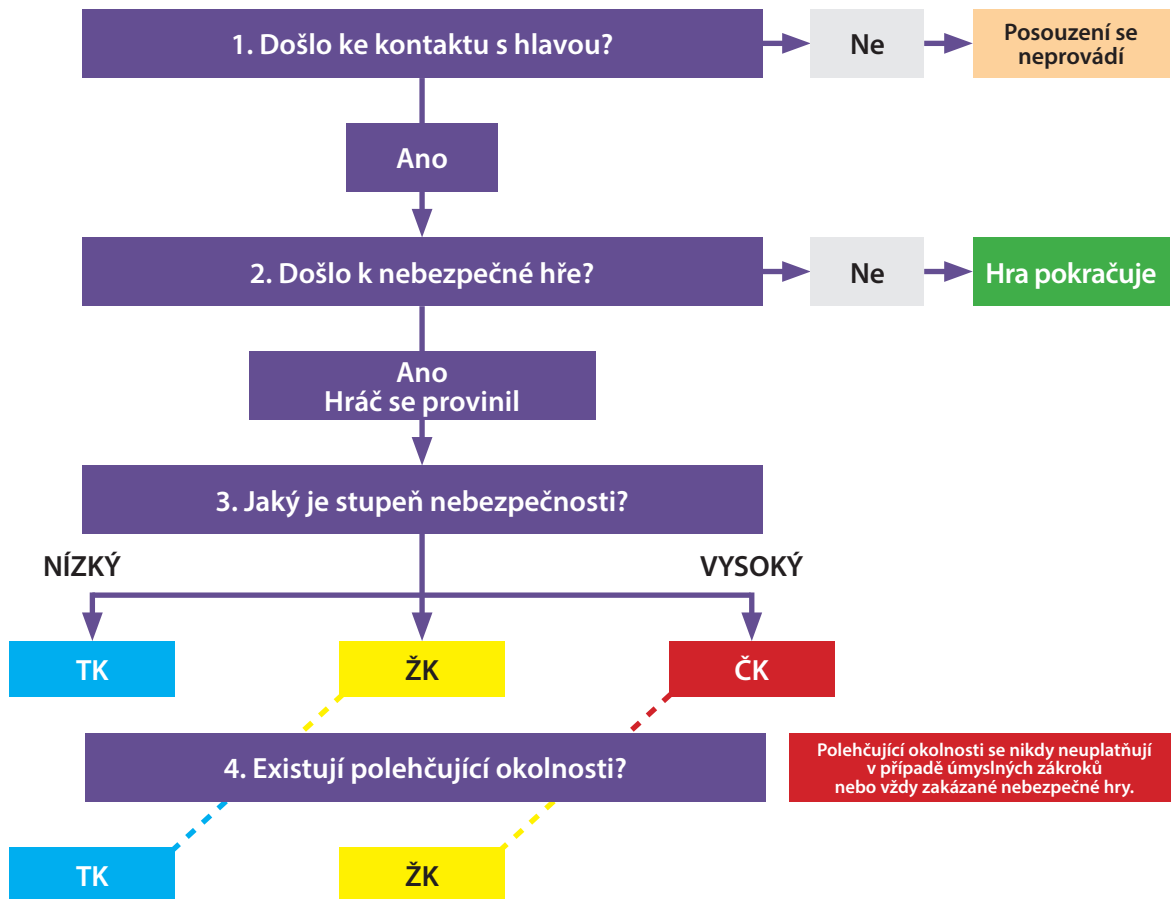 1. Došlo ke kontaktu s hlavou?
Ne
Posouzení se
neprovádí
Ano
2. Došlo k nebezpečné hře?
Ne
Hra pokračuje
Ano
Hráč se provinil
3. Jaký je stupeň nebezpečnosti?
NÍZKÝ
VYSOKÝ
TK
ŽK
ČK
4. Existují polehčující okolnosti?
Polehčující okolnosti se nikdy neuplatňují
v případě úmyslných zákroků
nebo vždy zakázané nebezpečné hry.
TK
ŽK